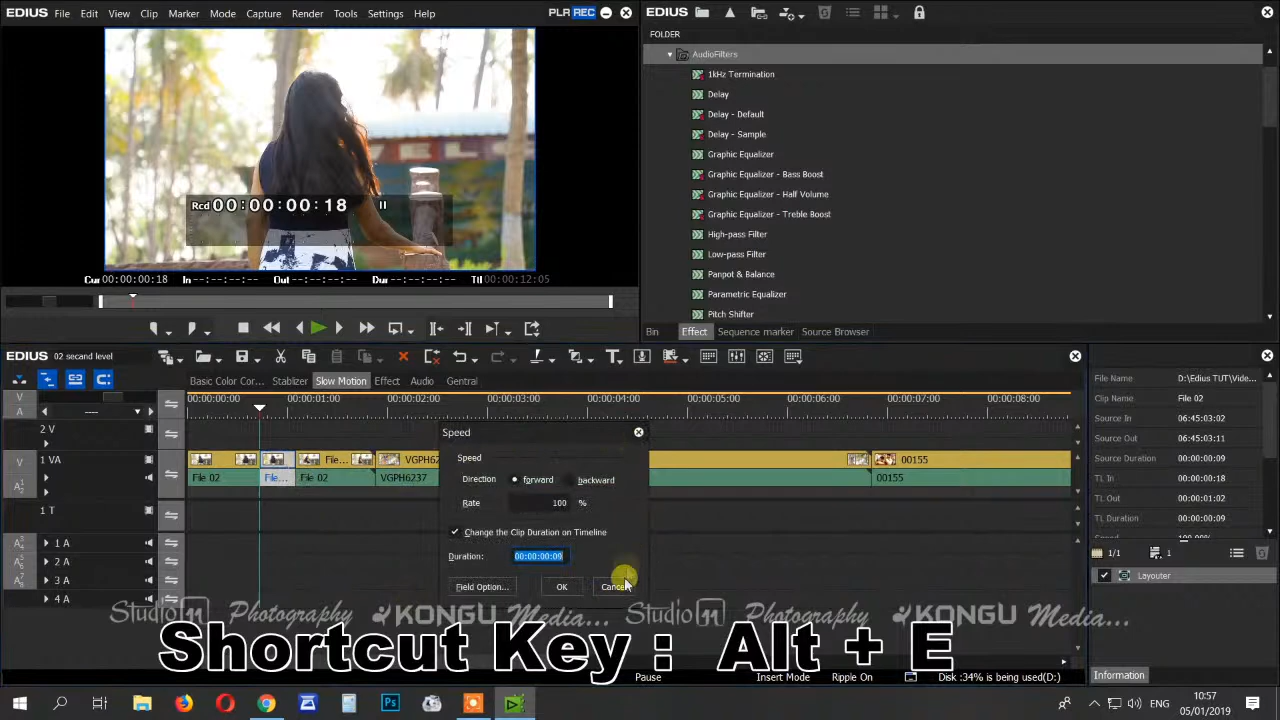 EDIUS File Edit View Clip Marker Mode Capture Render Tools Settings Help PLR REC
EDIUS
FOLDER
AudioFilters
1kHz Termination
Delay
Delay - Default
Delay - Sample
Graphic Equalizer
Graphic Equalizer - Bass Boost
Graphic Equalizer - Half Volume
Graphic Equalizer - Treble Boost
High-pass Filter
Low-pass Filter
Panpot & Balance
Parametric Equalizer
Pitch Shifter
Bin Effect Sequence marker Source Browser
VELO
Rcd 00:00:00:18
Cur 00:00:00:18 In --:--:--:-- Out --:--:--:-- Dur --:--:--:-- Ttl 00:00:12:05
EDIUS 02 secand level
Basic Color Cor... Stablizer Slow Motion Effect Audio Gentral
00:00:00:00 00:00:01:00 00:00:02:00 00:00:03:00 00:00:04:00 00:00:05:00 00:00:06:00 00:00:07:00 00:00:08:00
2 V
1 VA
File... VGPH62 00155
File 02 File... File 02 VGPH6237 00155
1 T
1 A
2 A
3 A
4 A
Speed
Speed
Direction forward backward
Rate 100 %
Change the Clip Duration on Timeline
Duration: 00:00:00:09
Field Option... OK Cancel
File Name D:\Edius TUT\Vide...
Clip Name File 02
Source In 06:45:03:02
Source Out 06:45:03:11
Source Duration 00:00:00:09
TL In 00:00:00:18
TL Out 00:00:01:02
TL Duration 00:00:00:09
1/1 1
Layouter
Information
Studio Photography KONGU Media... Studio Photography KONGU Media...
Shortcut Key : Alt + E
Pause Insert Mode Ripple On Disk :34% is being used(D:)
ENG 10:57
05/01/2019